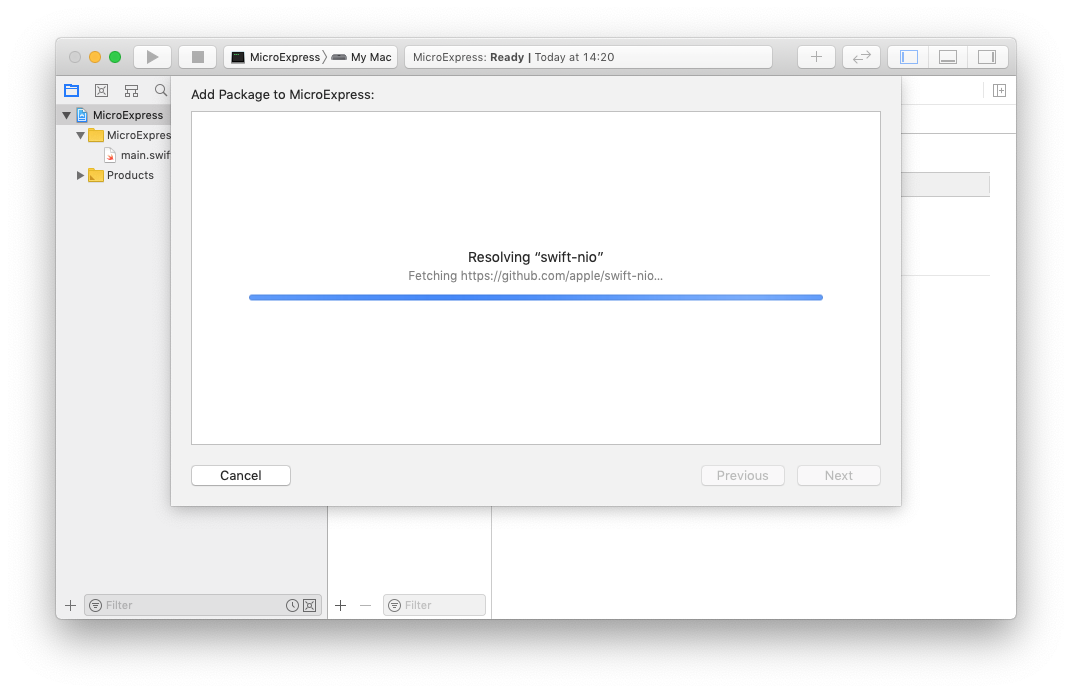 MicroExpress 〉 My Mac
MicroExpress: Ready | Today at 14:20
Add Package to MicroExpress:
MicroExpress
MicroExpres
main.swif
Products
Resolving “swift-nio”
Fetching https://github.com/apple/swift-nio...
Cancel
Previous
Next
Filter
Filter